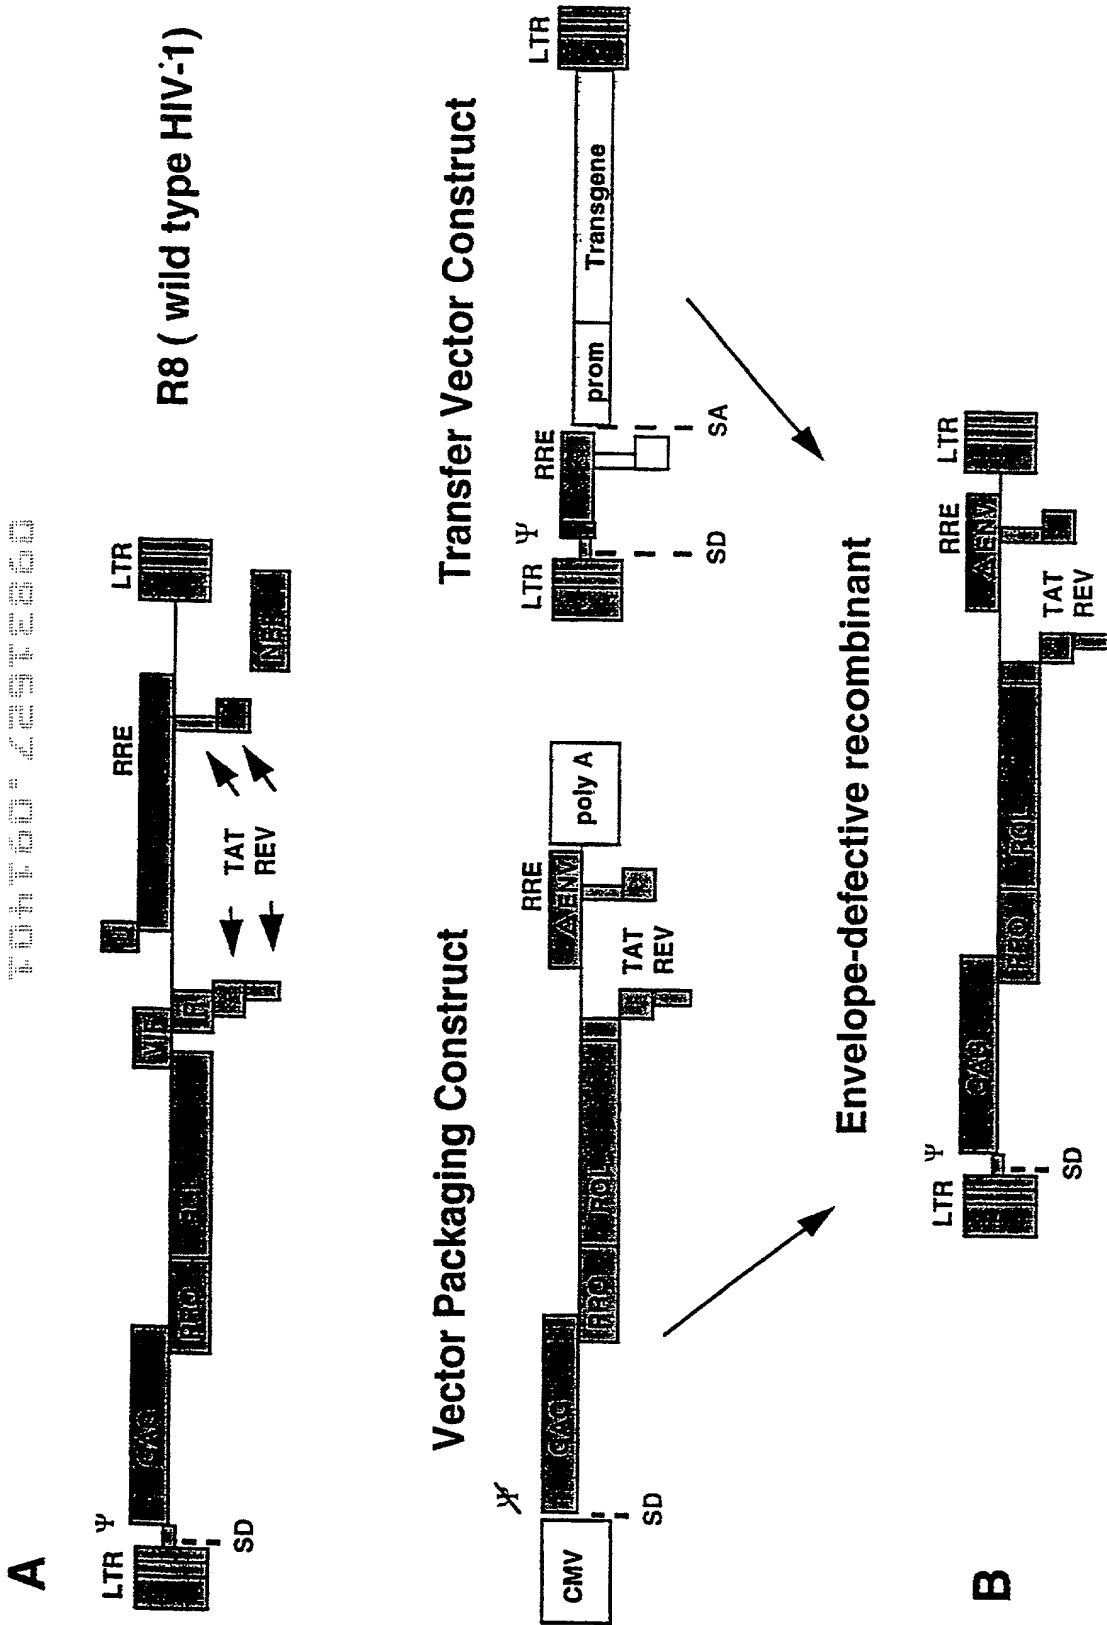 A
R8 ( wild type HIV-1)
LTR
Ψ
SD
GAG
PRO
RRE
TAT
REV
LTR
Vector Packaging Construct
CMV
Ψ
SD
GAG
PRO
POL
TAT
REV
RRE
ΔENV
poly A
Transfer Vector Construct
LTR
Ψ
SD
RRE
SA
prom
Transgene
LTR
B
Envelope-defective recombinant
LTR
Ψ
SD
GAG
PRO
POL
TAT
REV
RRE
ΔENV
LTR